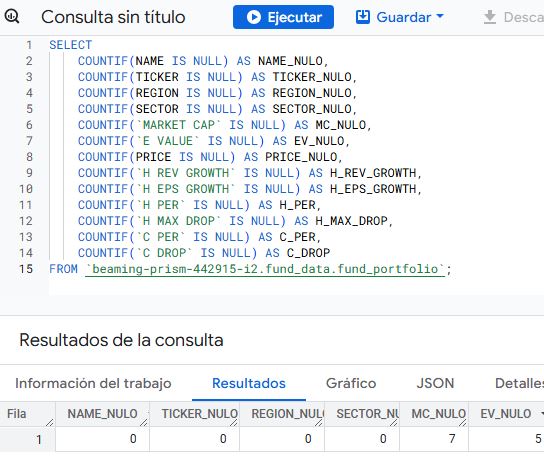 Consulta sin título Ejecutar Guardar Desca
1 SELECT
2 COUNTIF(NAME IS NULL) AS NAME_NULO,
3 COUNTIF(TICKER IS NULL) AS TICKER_NULO,
4 COUNTIF(REGION IS NULL) AS REGION_NULO,
5 COUNTIF(SECTOR IS NULL) AS SECTOR_NULO,
6 COUNTIF(`MARKET CAP` IS NULL) AS MC_NULO,
7 COUNTIF(`E VALUE` IS NULL) AS EV_NULO,
8 COUNTIF(PRICE IS NULL) AS PRICE_NULO,
9 COUNTIF(`H REV GROWTH` IS NULL) AS H_REV_GROWTH,
10 COUNTIF(`H EPS GROWTH` IS NULL) AS H_EPS_GROWTH,
11 COUNTIF(`H PER` IS NULL) AS H_PER,
12 COUNTIF(`H MAX DROP` IS NULL) AS H_MAX_DROP,
13 COUNTIF(`C PER` IS NULL) AS C_PER,
14 COUNTIF(`C DROP` IS NULL) AS C_DROP
15 FROM `beaming-prism-442915-i2.fund_data.fund_portfolio`;
Resultados de la consulta
Información del trabajo Resultados Gráfico JSON Detalles
Fila NAME_NULO TICKER_NULO REGION_NUL SECTOR_NU MC_NULO EV_NULO
1 0 0 0 0 7 5